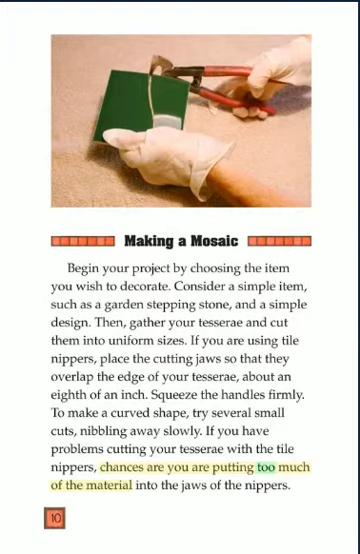 Making a Mosaic
Begin your project by choosing the item
you wish to decorate. Consider a simple item,
such as a garden stepping stone, and a simple
design. Then, gather your tesserae and cut
them into uniform sizes. If you are using tile
nippers, place the cutting jaws so that they
overlap the edge of your tesserae, about an
eighth of an inch. Squeeze the handles firmly.
To make a curved shape, try several small
cuts, nibbling away slowly. If you have
problems cutting your tesserae with the tile
nippers, chances are you are putting too much
of the material into the jaws of the nippers.
10